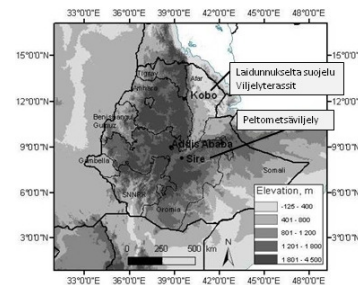 33°0'0"E 36°0'0"E 39°0'0"E 42°0'0"E 45°0'0"E 48°0'0"E
15°0'0"N 15°0'0"N
Laidunnukselta suojelu
Viljelyterassit
Tigray
Afar
Amhara
Kobo
12°0'0"N 12°0'0"N
Peltometsäviljely
Benishangul
Gumuz
Addis Ababa
9°0'0"N 9°0'0"N
Sire
Gambella
Somali
SNNPR
Oromia
6°0'0"N 6°0'0"N
Elevation, m
-125 - 400
401 - 800
801 - 1 200
1 201 - 1 800
1 801 - 4 500
3°0'0"N 3°0'0"N
N
0 250 500 km
33°0'0"E 36°0'0"E 39°0'0"E 42°0'0"E 45°0'0"E 48°0'0"E